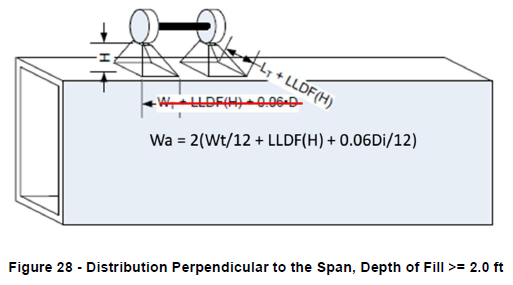 H
L_T + LLDF(H)
W_t + LLDF(H) + 0.06*D
Wa = 2(Wt/12 + LLDF(H) + 0.06Di/12)
Figure 28 - Distribution Perpendicular to the Span, Depth of Fill >= 2.0 ft